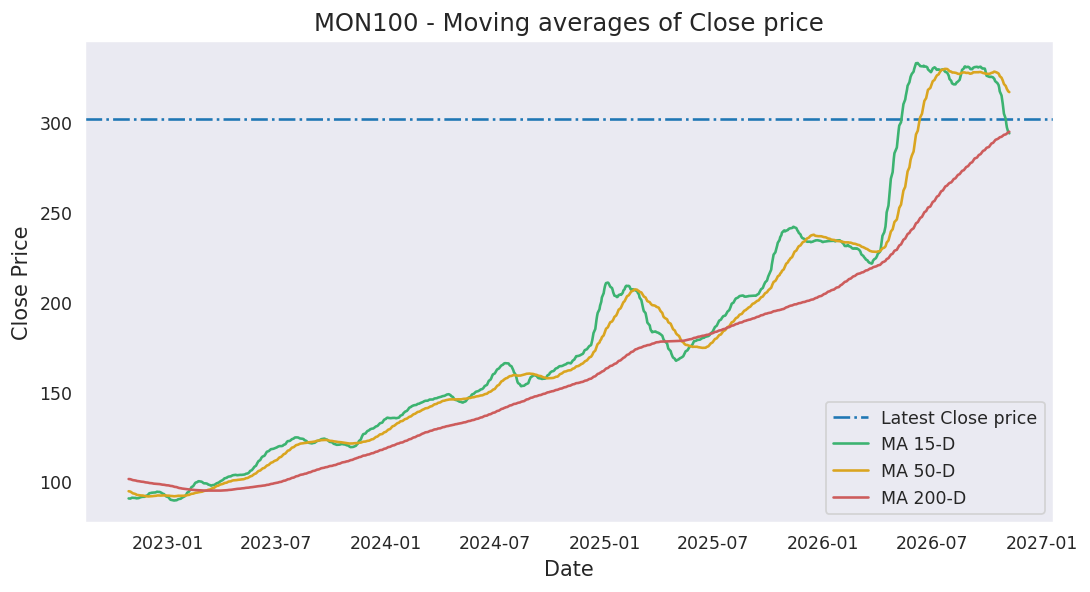 MON100 - Moving averages of Close price
Close Price
300
250
200
150
100
Latest Close price
MA 15-D
MA 50-D
MA 200-D
2023-01 2023-07 2024-01 2024-07 2025-01 2025-07 2026-01 2026-07 2027-01
Date